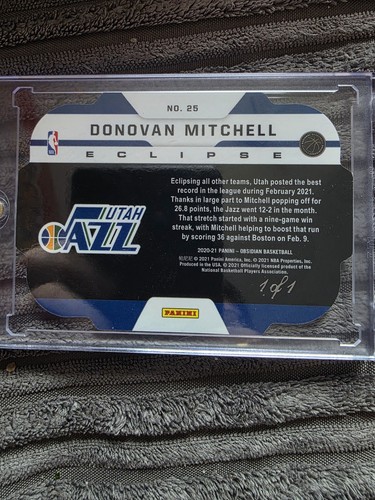 NO. 25
DONOVAN MITCHELL
ECLIPSE
Eclipsing all other teams, Utah posted the best
record in the league during February 2021.
Thanks in large part to Mitchell popping off for
26.8 points, the Jazz went 12-2 in the month.
That stretch started with a nine-game win
streak, with Mitchell helping to boost that run
by scoring 36 against Boston on Feb. 9.
UTAH
JAZZ
2020-21 PANINI – OBSIDIAN BASKETBALL
© 2021 Panini America, Inc. © 2021 NBA Properties, Inc.
Produced in the USA. © 2021 Officially licensed product of the
National Basketball Players Association.
1 of 1
PANINI